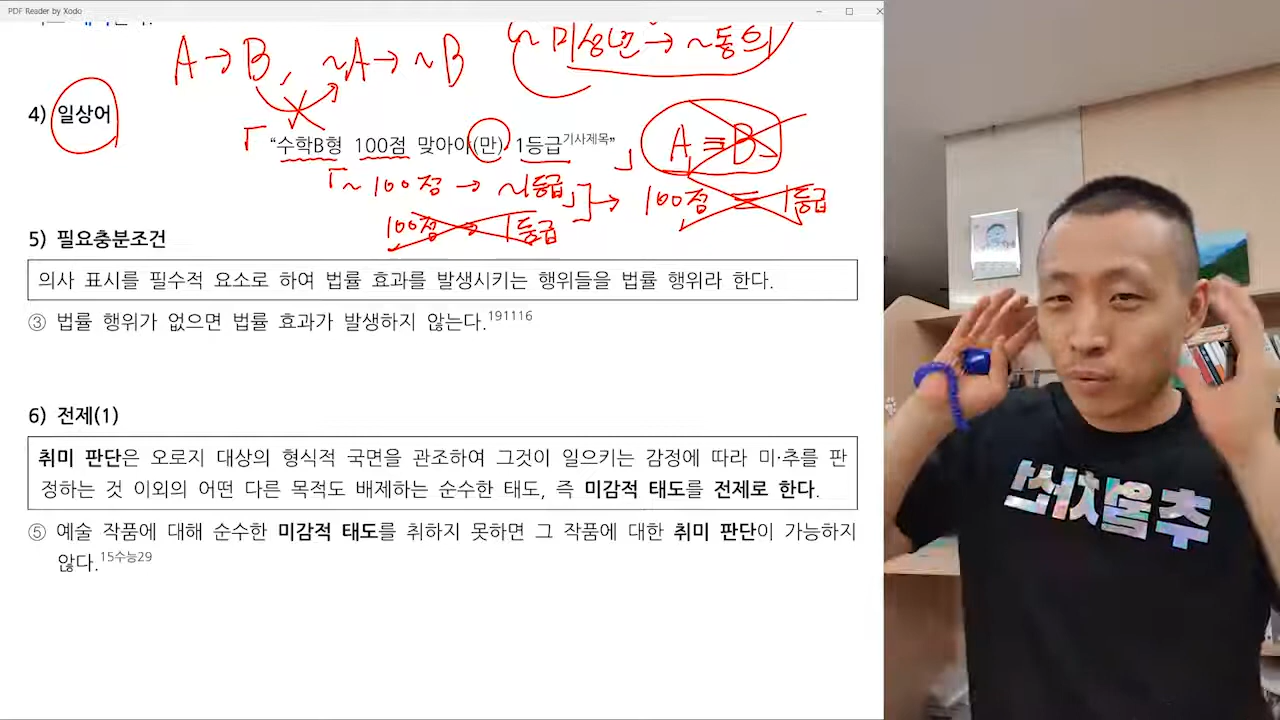 PDF Reader by Xodo
A → B, ~A → ~B
~ 미성년 → ~동의
4) 일상어
「 "수학B형 100점 맞아야(만) 1등급기사제목" 」
A ≡ B
「~100점 → ~1등급」 → 100점 ≡ 1등급
100점 → 1등급
5) 필요충분조건
의사 표시를 필수적 요소로 하여 법률 효과를 발생시키는 행위들을 법률 행위라 한다.
③ 법률 행위가 없으면 법률 효과가 발생하지 않는다.191116
6) 전제(1)
취미 판단은 오로지 대상의 형식적 국면을 관조하여 그것이 일으키는 감정에 따라 미·추를 판
정하는 것 이외의 어떤 다른 목적도 배제하는 순수한 태도, 즉 미감적 태도를 전제로 한다.
⑤ 예술 작품에 대해 순수한 미감적 태도를 취하지 못하면 그 작품에 대한 취미 판단이 가능하지
않다.15수능29